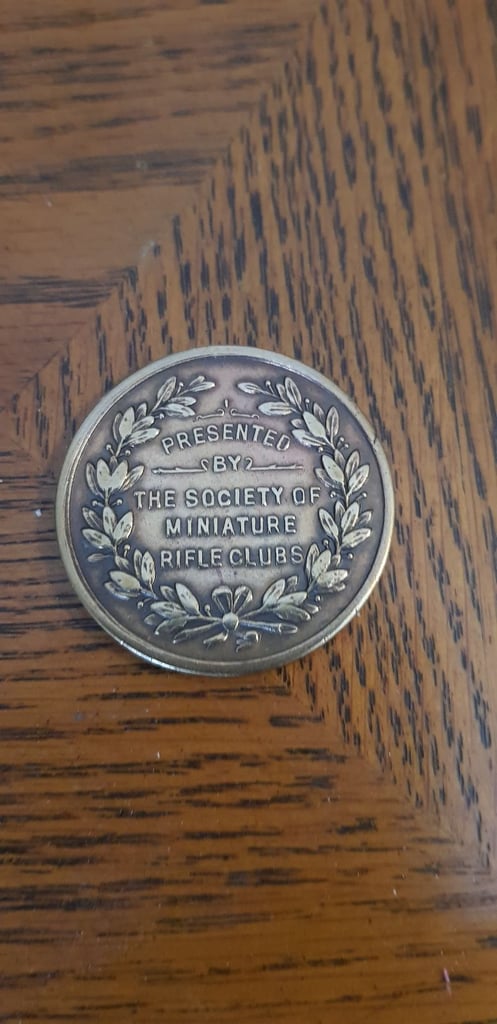 PRESENTED
BY
THE SOCIETY OF
MINIATURE
RIFLE CLUBS